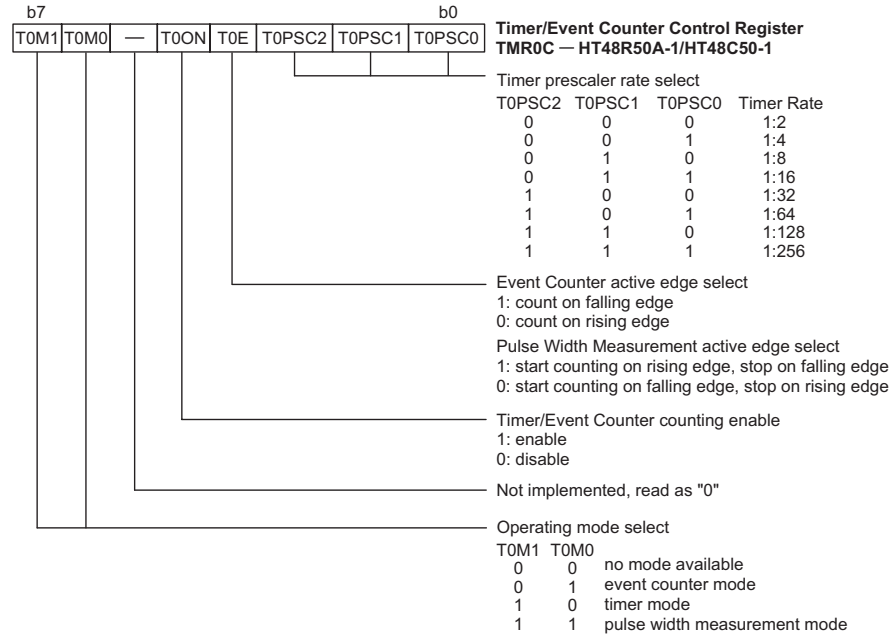 b7 b0
T0M1 T0M0 — T0ON T0E T0PSC2 T0PSC1 T0PSC0
Timer/Event Counter Control Register
TMR0C — HT48R50A-1/HT48C50-1
Timer prescaler rate select
T0PSC2 T0PSC1 T0PSC0 Timer Rate
0 0 0 1:2
0 0 1 1:4
0 1 0 1:8
0 1 1 1:16
1 0 0 1:32
1 0 1 1:64
1 1 0 1:128
1 1 1 1:256
Event Counter active edge select
1: count on falling edge
0: count on rising edge
Pulse Width Measurement active edge select
1: start counting on rising edge, stop on falling edge
0: start counting on falling edge, stop on rising edge
Timer/Event Counter counting enable
1: enable
0: disable
Not implemented, read as "0"
Operating mode select
T0M1 T0M0
0 0 no mode available
0 1 event counter mode
1 0 timer mode
1 1 pulse width measurement mode